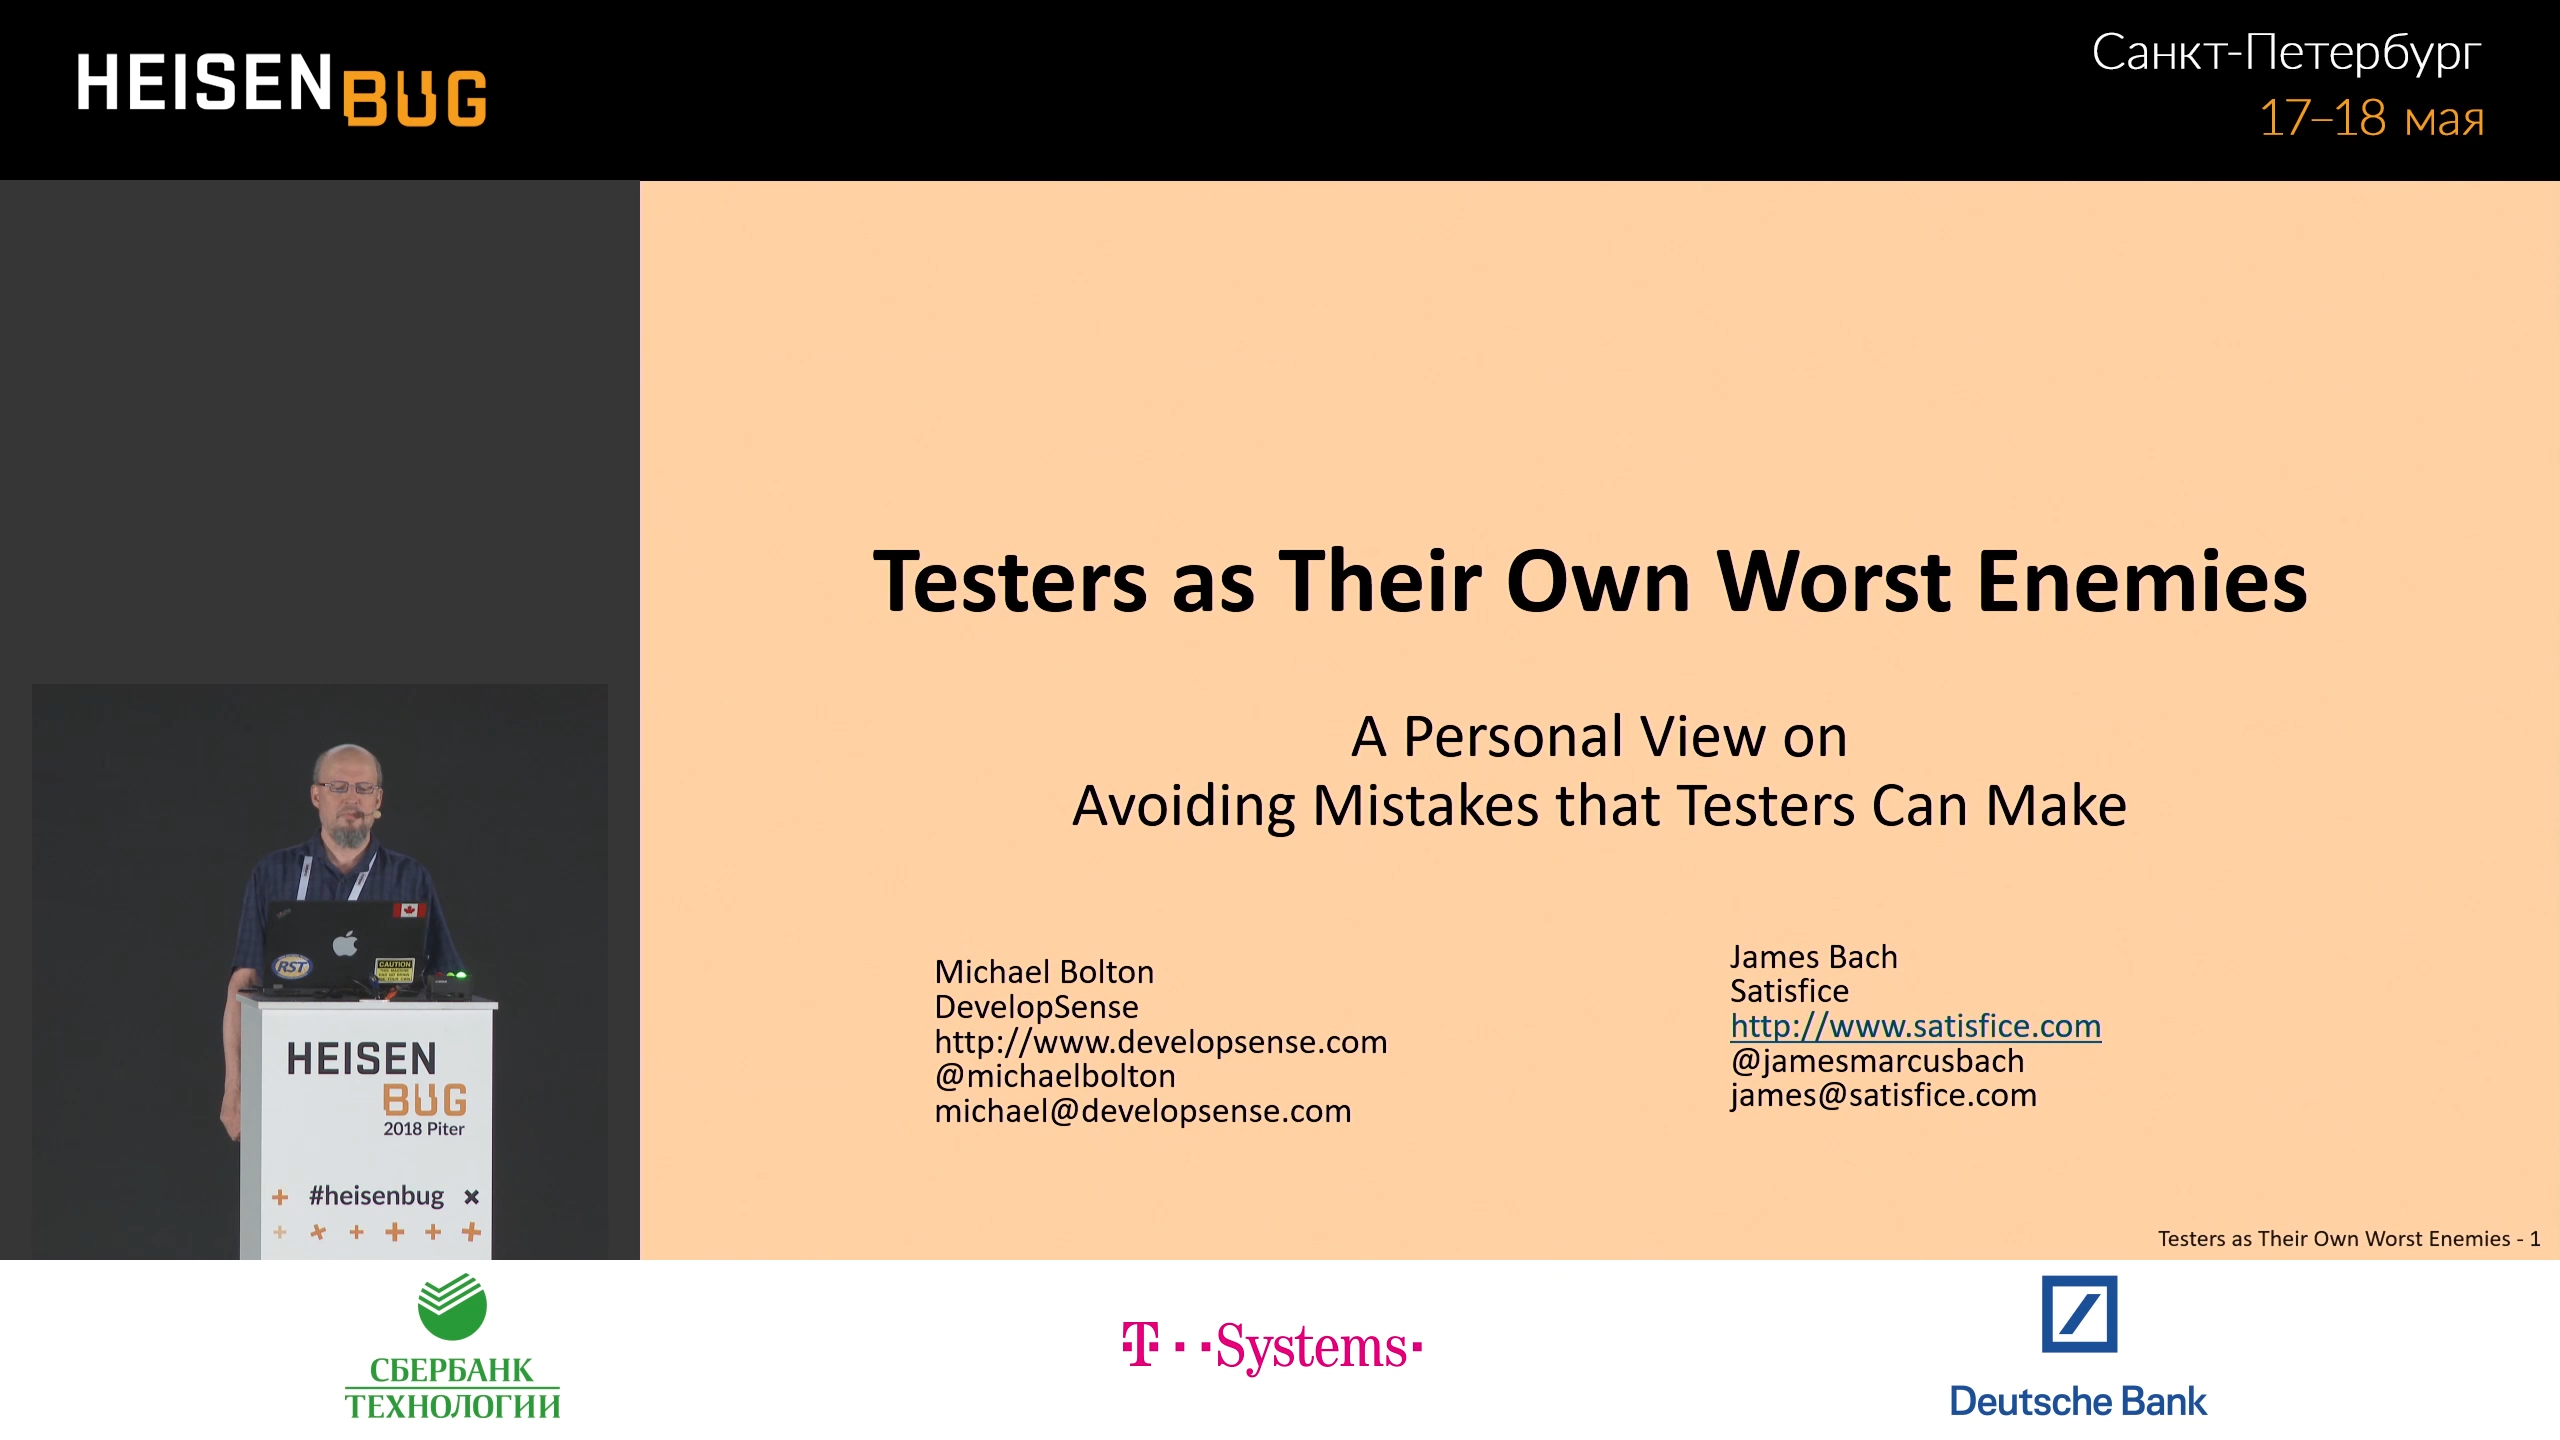 HEISENBUG
Санкт-Петербург
17–18 мая
Testers as Their Own Worst Enemies
A Personal View on
Avoiding Mistakes that Testers Can Make
Michael Bolton
DevelopSense
http://www.developsense.com
@michaelbolton
michael@developsense.com
James Bach
Satisfice
http://www.satisfice.com
@jamesmarcusbach
james@satisfice.com
Testers as Their Own Worst Enemies - 1
RST
CAUTION
HEISEN
BUG
2018 Piter
#heisenbug
СБЕРБАНК
ТЕХНОЛОГИИ
T··Systems·
Deutsche Bank